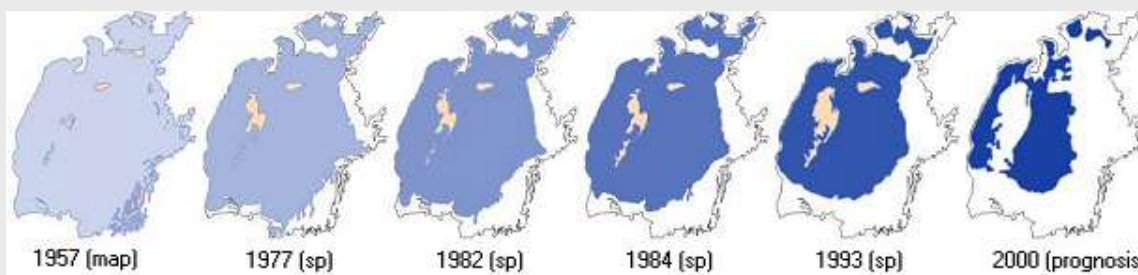 1957 (map) 1977 (sp) 1982 (sp) 1984 (sp) 1993 (sp) 2000 (prognosis